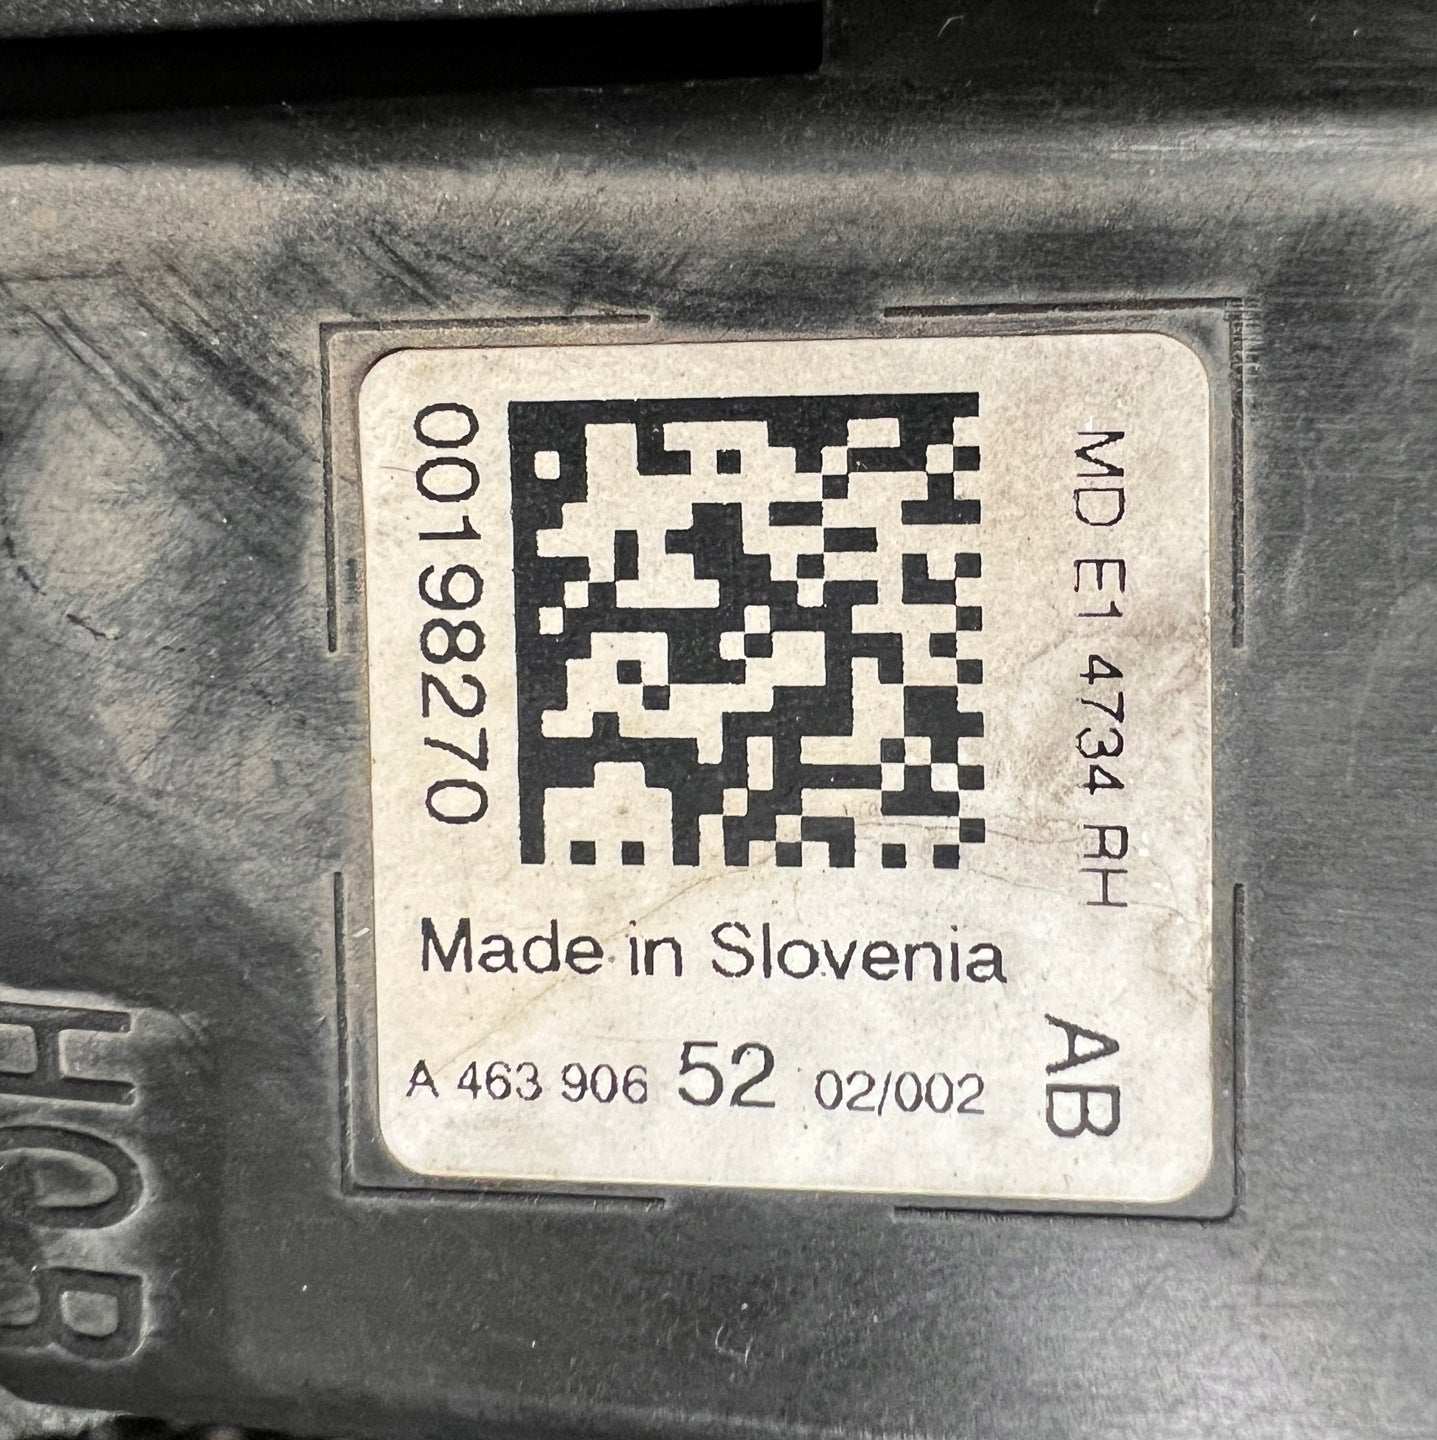 00198270
MD E1 4734 RH
Made in Slovenia
A 463 906 52 02/002
AB